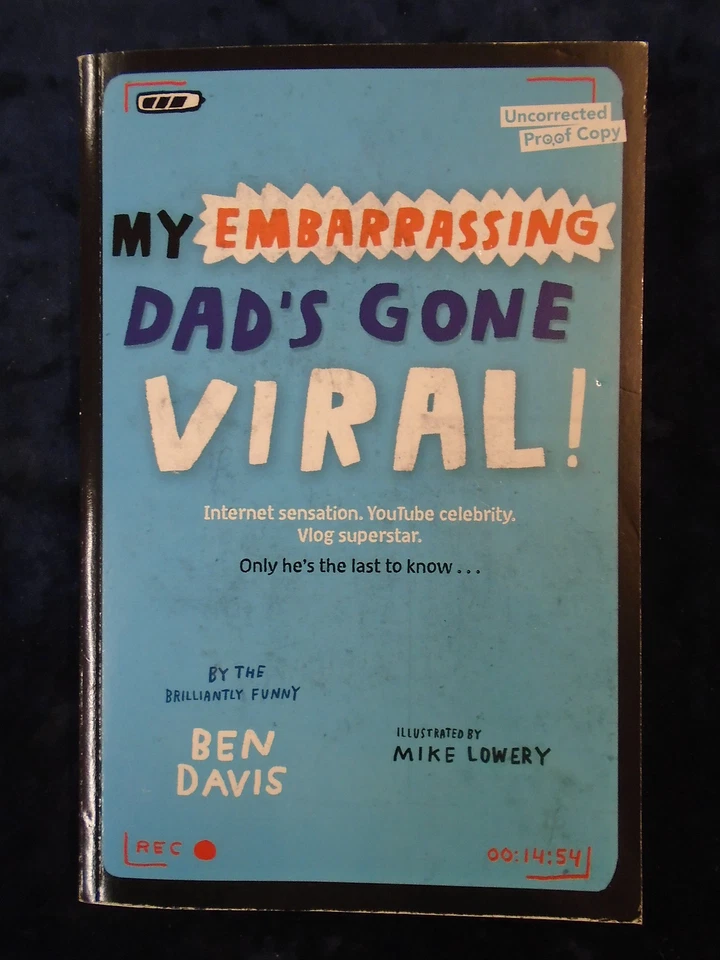 Uncorrected
Proof Copy
MY EMBARRASSING
DAD'S GONE
VIRAL!
Internet sensation. YouTube celebrity.
Vlog superstar.
Only he's the last to know . . .
BY THE
BRILLIANTLY FUNNY
BEN
DAVIS
ILLUSTRATED BY
MIKE LOWERY
REC
00:14:54